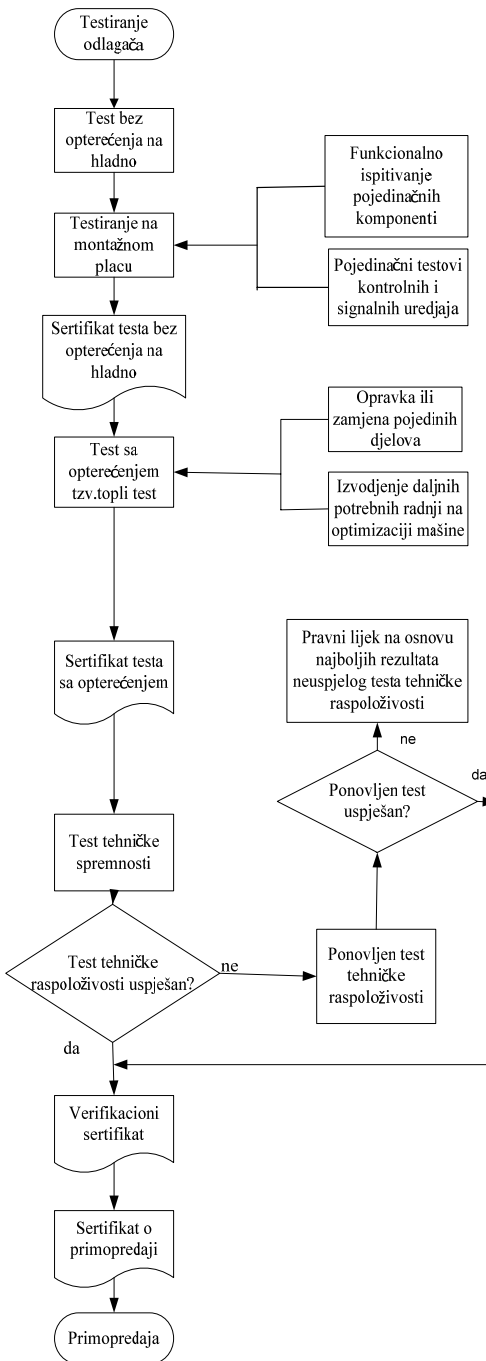 Testiranje
odlagača
Test bez
opterećenja na
hladno
Testiranje na
montažnom
placu
Funkcionalno
ispitivanje
pojedinačnih
komponenti
Pojedinačni testovi
kontrolnih i
signalnih uredjaja
Sertifikat testa bez
opterećenja na
hladno
Test sa
opterećenjem
tzv.topli test
Opravka ili
zamjena pojedinih
djelova
Izvodjenje daljnih
potrebnih radnji na
optimizaciji mašine
Sertifikat testa
sa opterećenjem
Pravni lijek na osnovu
najboljih rezultata
neuspjelog testa tehničke
raspoloživosti
ne
da
Ponovljen test
uspješan?
Test tehničke
spremnosti
Test tehničke
raspoloživosti uspješan?
ne
Ponovljen test
tehničke
raspoloživosti
da
Verifikacioni
sertifikat
Sertifikat o
primopredaji
Primopredaja